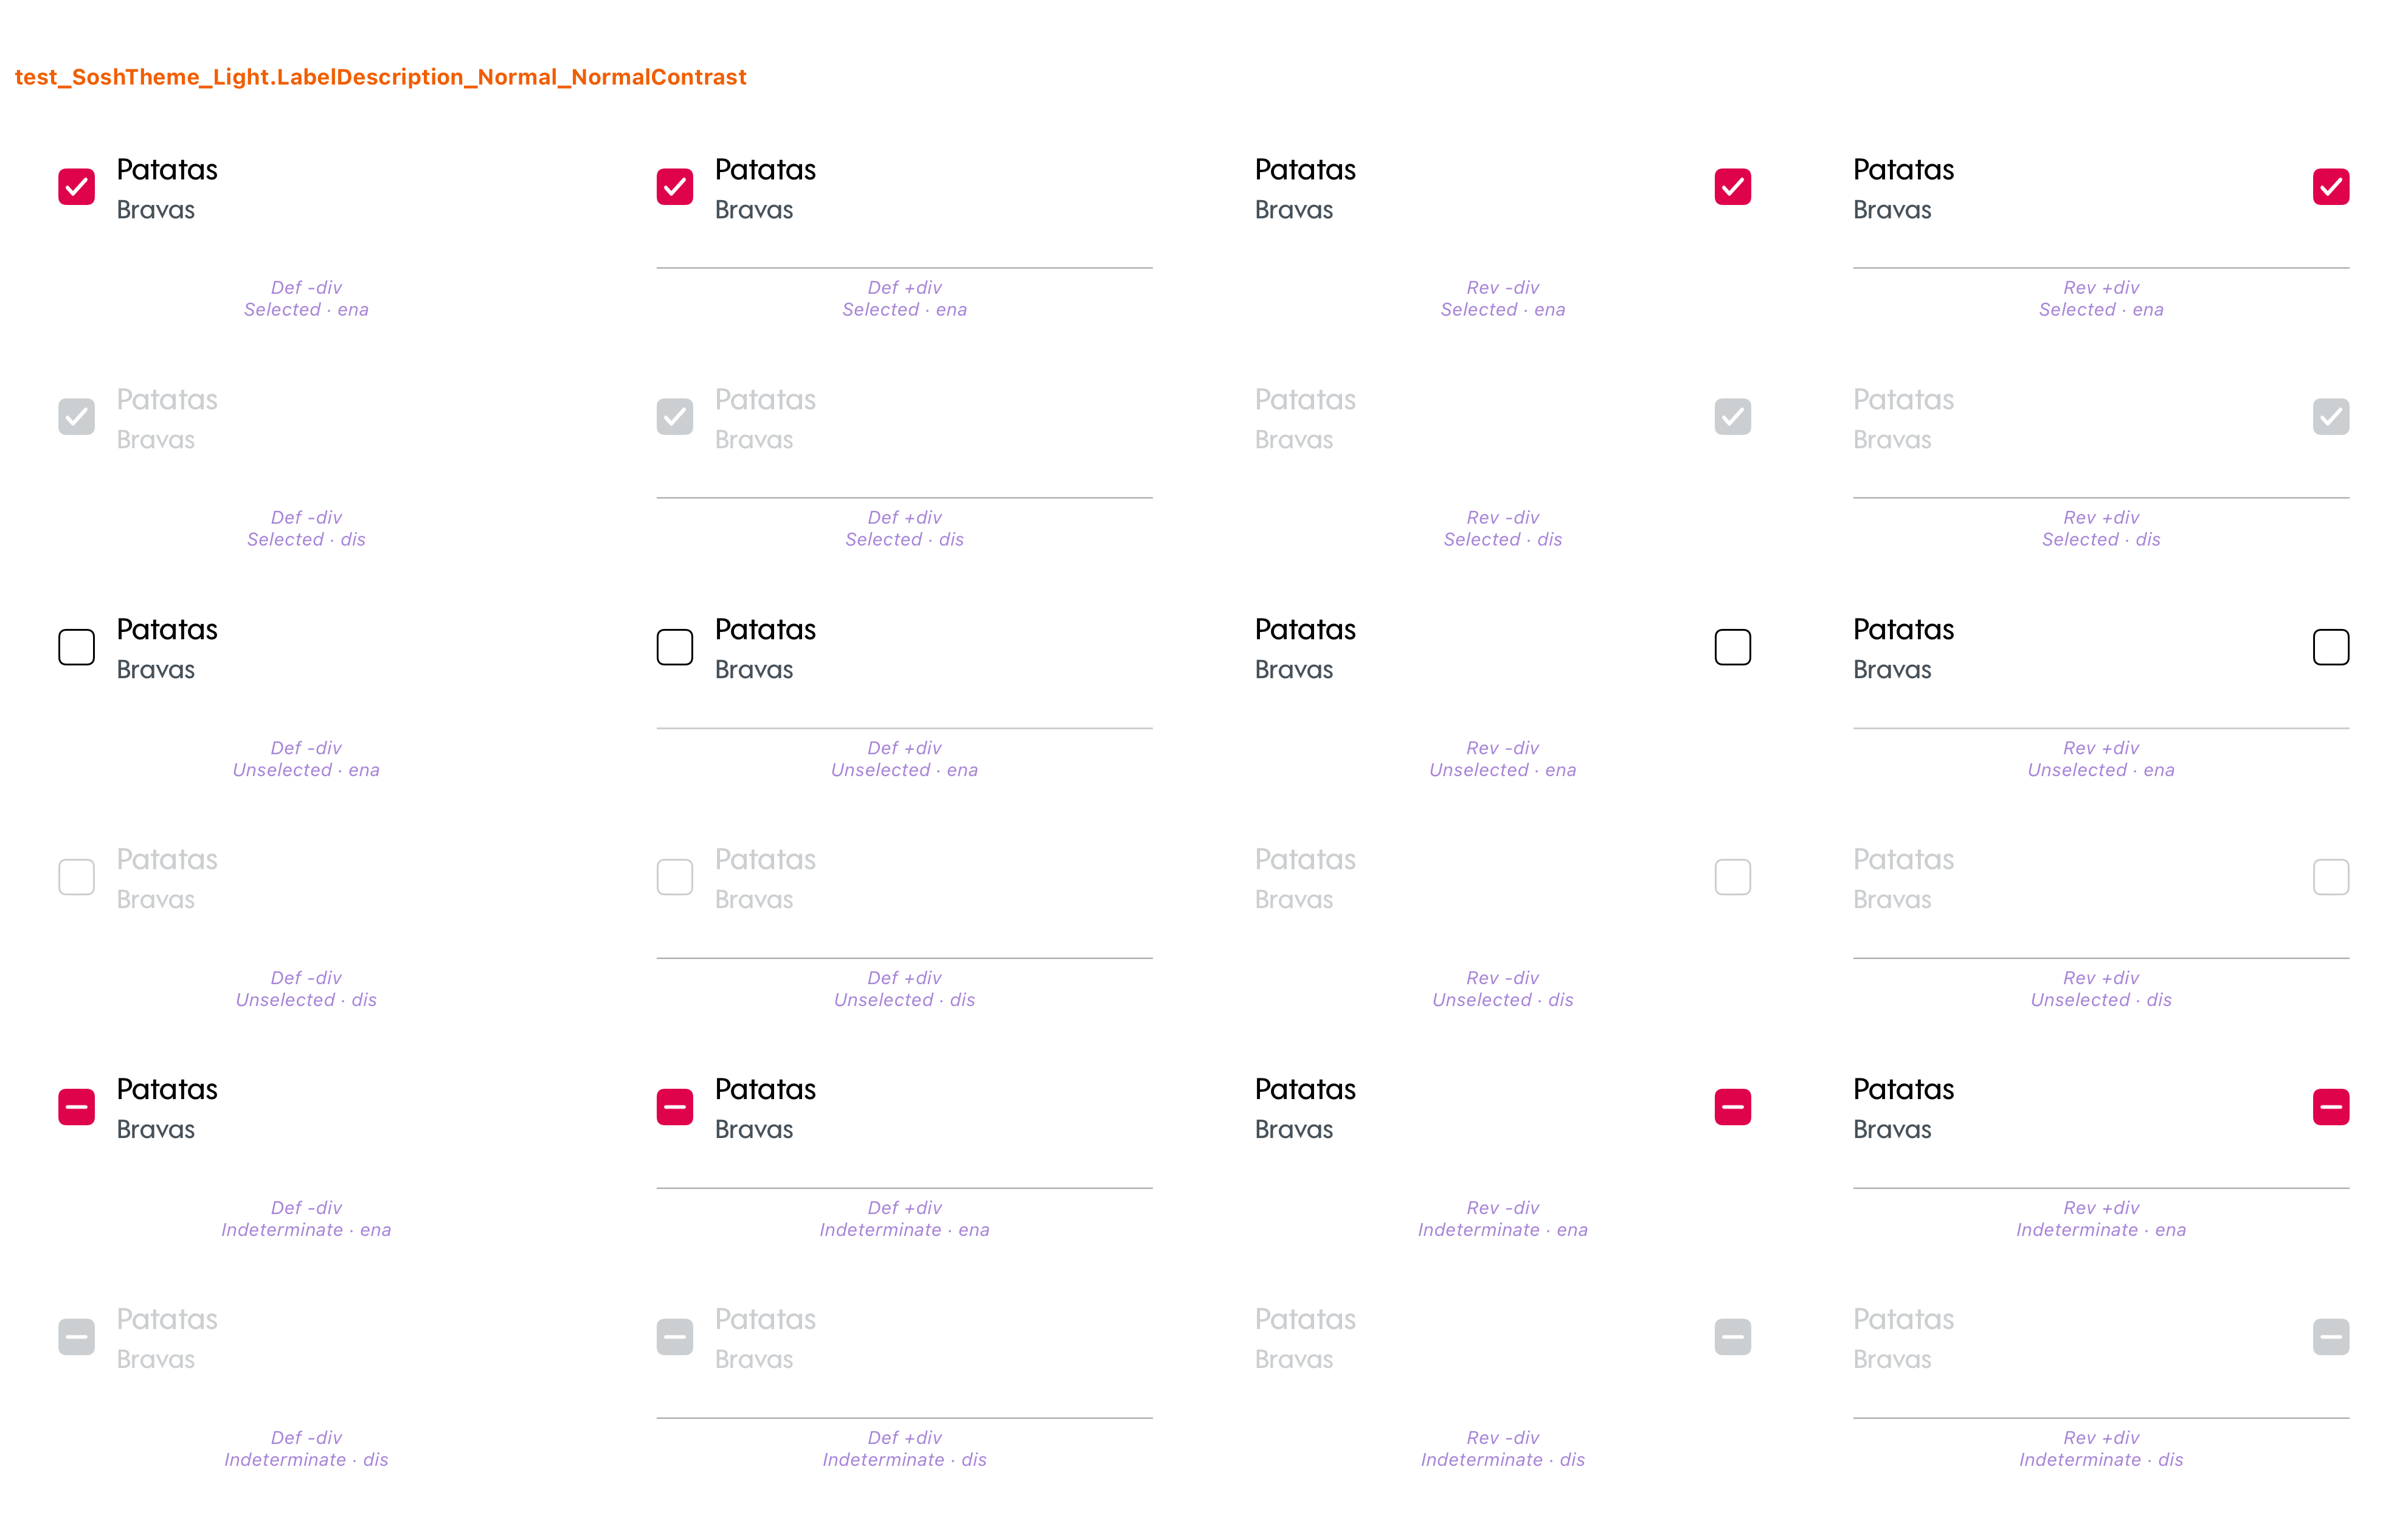 test_SoshTheme_Light.LabelDescription_Normal_NormalContrast
Patatas Patatas Patatas Patatas
Bravas Bravas Bravas Bravas
Def -div Def +div Rev -div Rev +div
Selected · ena Selected · ena Selected · ena Selected · ena
Patatas Patatas Patatas Patatas
Bravas Bravas Bravas Bravas
Def -div Def +div Rev -div Rev +div
Selected · dis Selected · dis Selected · dis Selected · dis
Patatas Patatas Patatas Patatas
Bravas Bravas Bravas Bravas
Def -div Def +div Rev -div Rev +div
Unselected · ena Unselected · ena Unselected · ena Unselected · ena
Patatas Patatas Patatas Patatas
Bravas Bravas Bravas Bravas
Def -div Def +div Rev -div Rev +div
Unselected · dis Unselected · dis Unselected · dis Unselected · dis
Patatas Patatas Patatas Patatas
Bravas Bravas Bravas Bravas
Def -div Def +div Rev -div Rev +div
Indeterminate · ena Indeterminate · ena Indeterminate · ena Indeterminate · ena
Patatas Patatas Patatas Patatas
Bravas Bravas Bravas Bravas
Def -div Def +div Rev -div Rev +div
Indeterminate · dis Indeterminate · dis Indeterminate · dis Indeterminate · dis